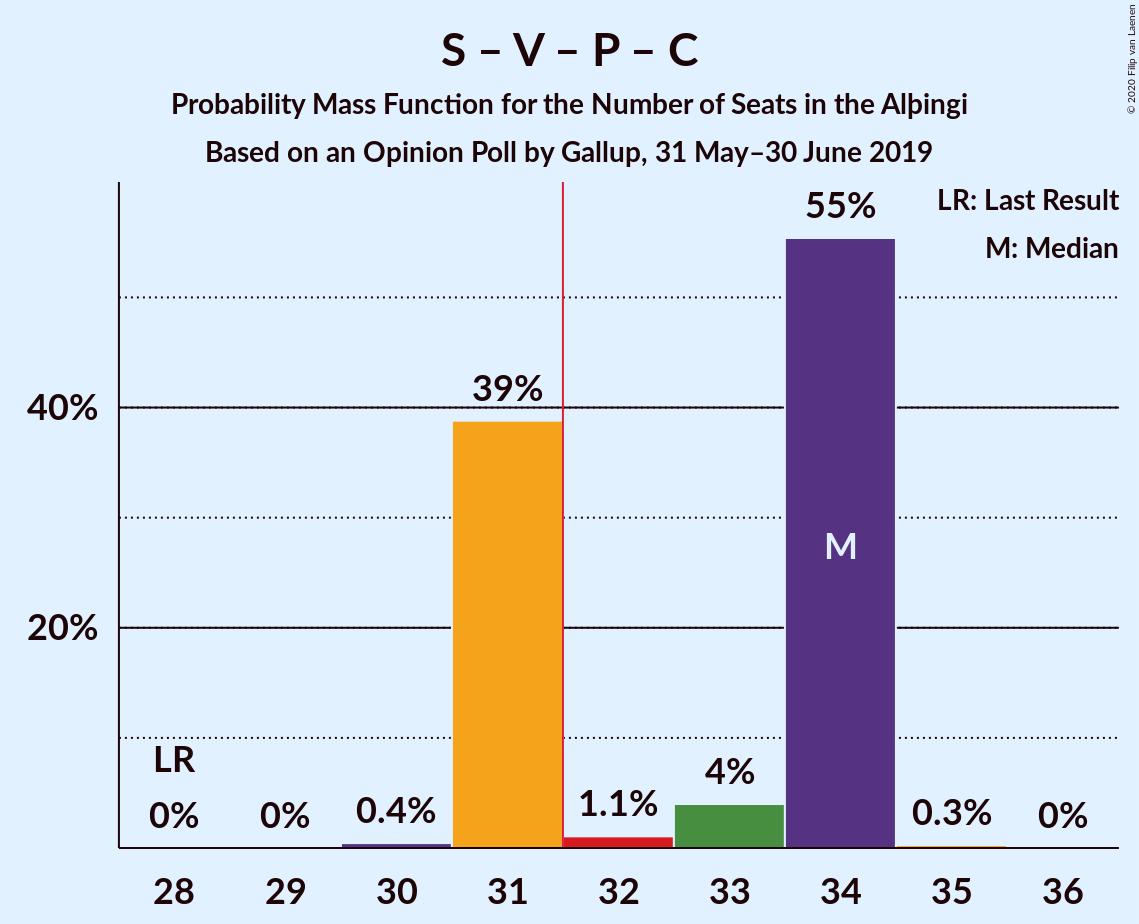 S – V – P – C
Probability Mass Function for the Number of Seats in the Alþingi
Based on an Opinion Poll by Gallup, 31 May–30 June 2019
© 2020 Filip van Laenen
LR: Last Result
M: Median
55%
39%
40%
M
20%
LR
0%
0%
0.4%
1.1%
4%
0.3%
0%
28
29
30
31
32
33
34
35
36